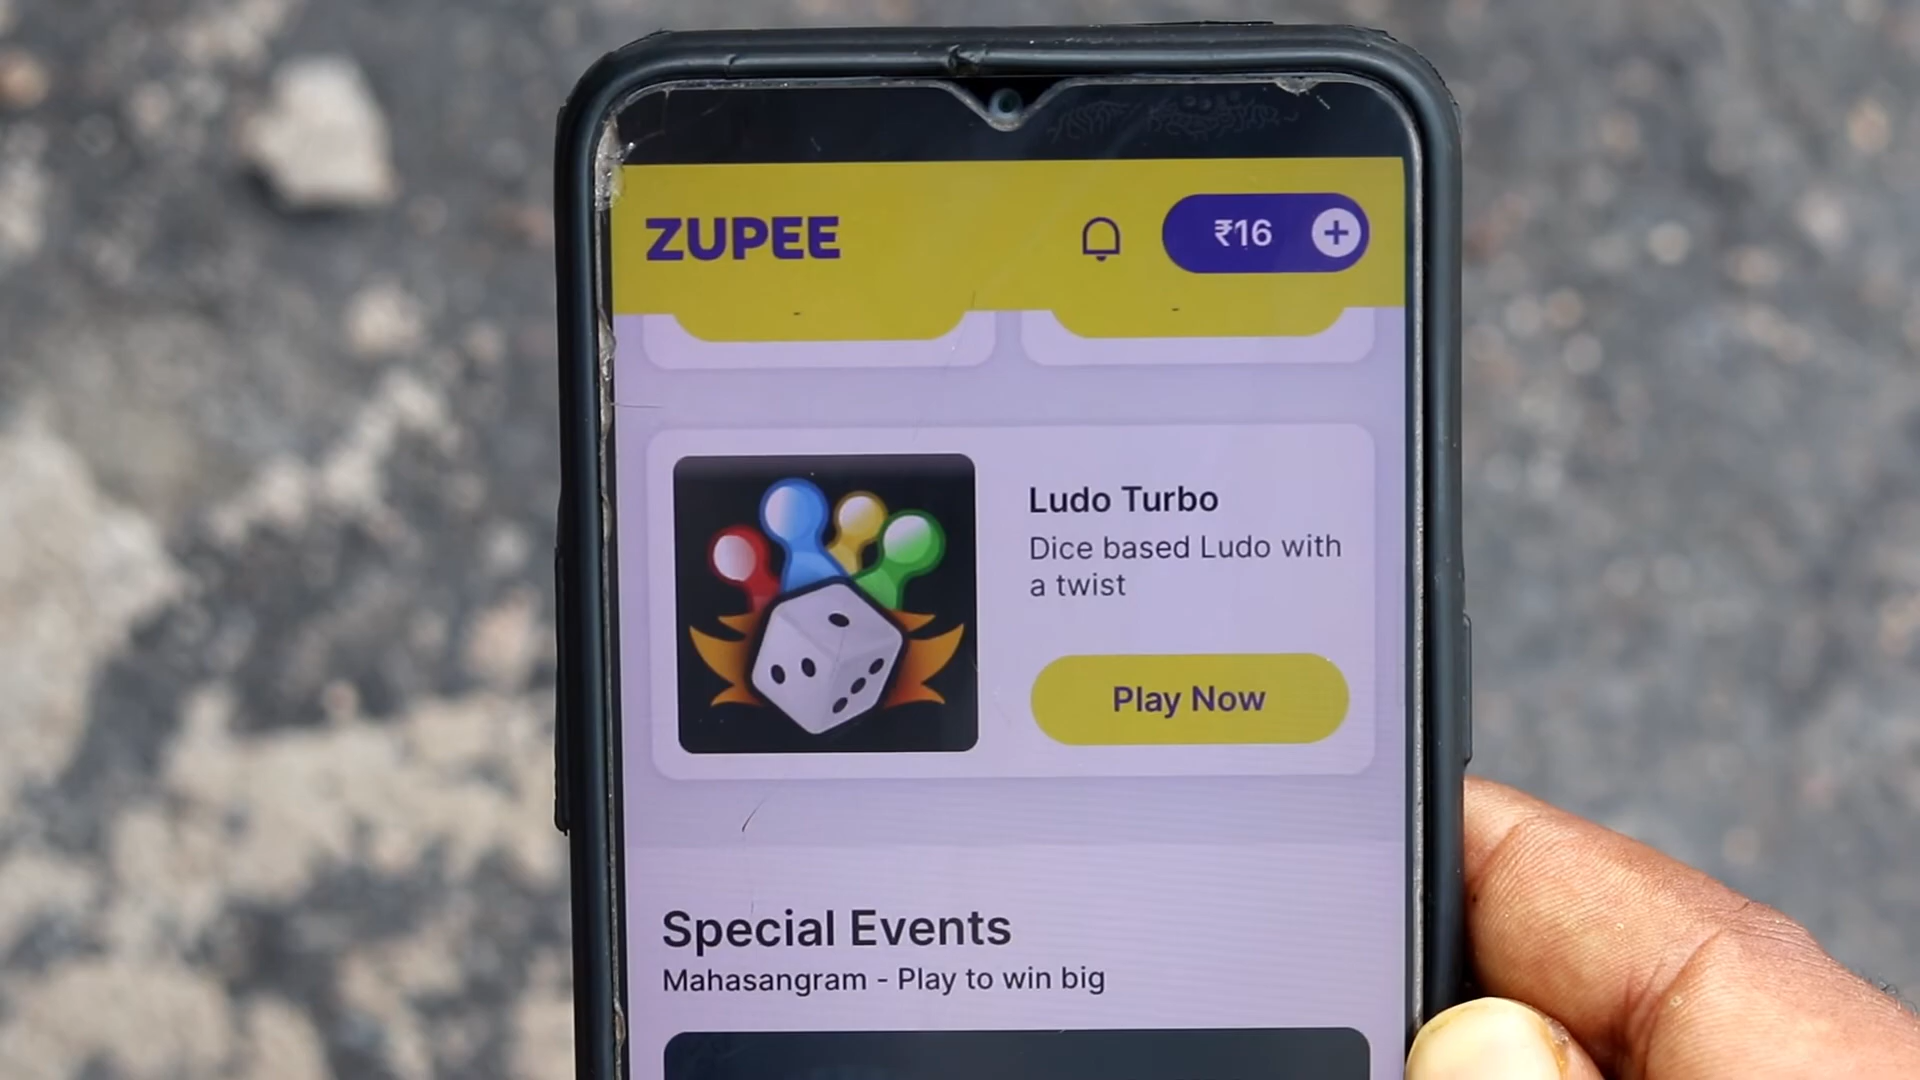 ZUPEE
₹16
Ludo Turbo
Dice based Ludo with
a twist
Play Now
Special Events
Mahasangram - Play to win big